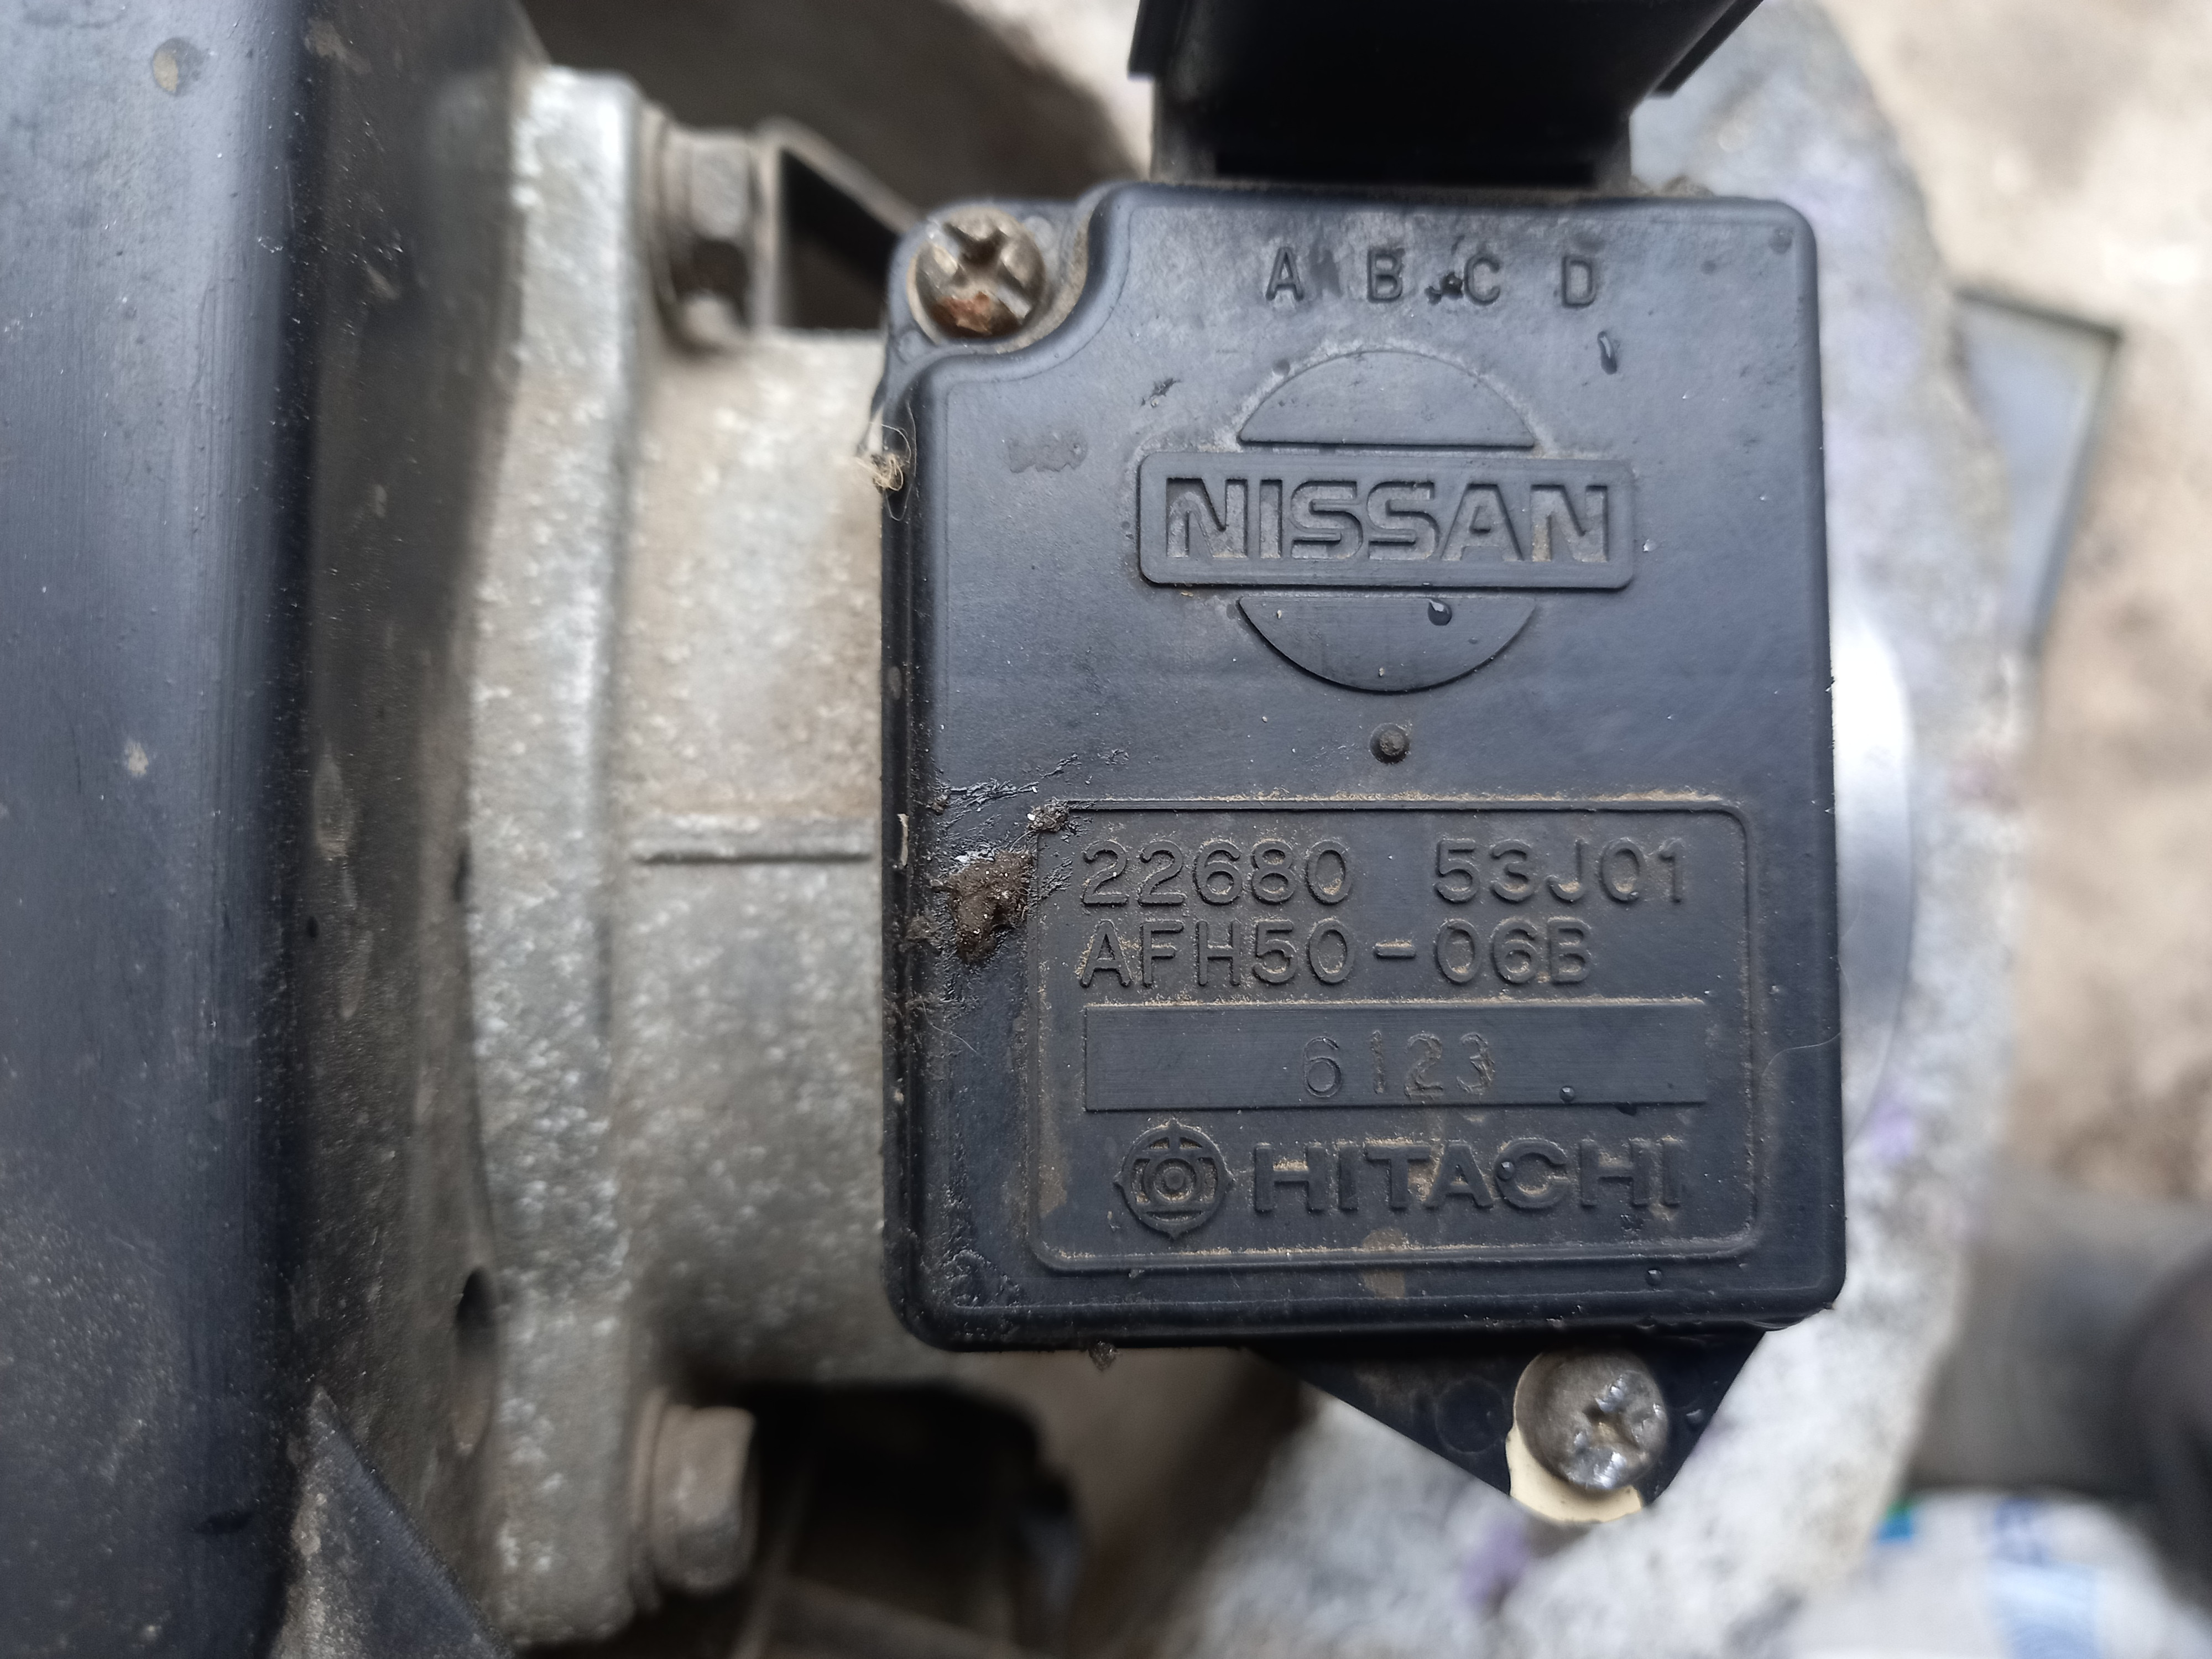 A B C D
NISSAN
22680 53J01
AFH50-06B
6123
HITACHI